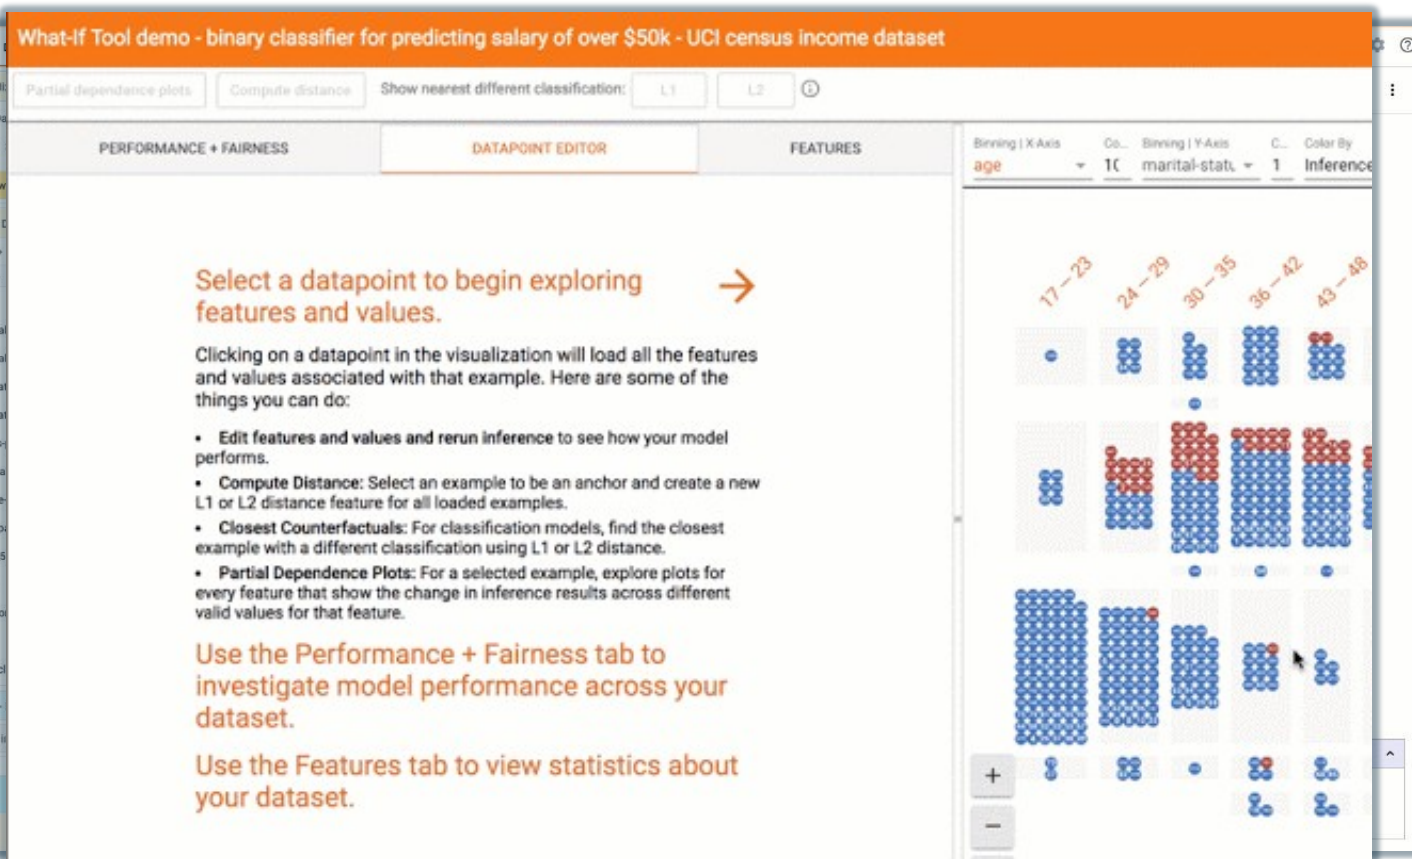 What-If Tool demo - binary classifier for predicting salary of over $50k - UCI census income dataset
Partial dependence plots
Compute distance
Show nearest different classification:
L1
L2
PERFORMANCE + FAIRNESS
DATAPOINT EDITOR
FEATURES
Binning | X-Axis
Co...
Binning | Y-Axis
C...
Color By
age
1(
marital-statu
1
Inference
17 – 23
24 – 29
30 – 35
36 – 42
43 – 48
Select a datapoint to begin exploring
features and values.
Clicking on a datapoint in the visualization will load all the features
and values associated with that example. Here are some of the
things you can do:
• Edit features and values and rerun inference to see how your model
performs.
• Compute Distance: Select an example to be an anchor and create a new
L1 or L2 distance feature for all loaded examples.
• Closest Counterfactuals: For classification models, find the closest
example with a different classification using L1 or L2 distance.
• Partial Dependence Plots: For a selected example, explore plots for
every feature that show the change in inference results across different
valid values for that feature.
Use the Performance + Fairness tab to
investigate model performance across your
dataset.
Use the Features tab to view statistics about
your dataset.
+
−